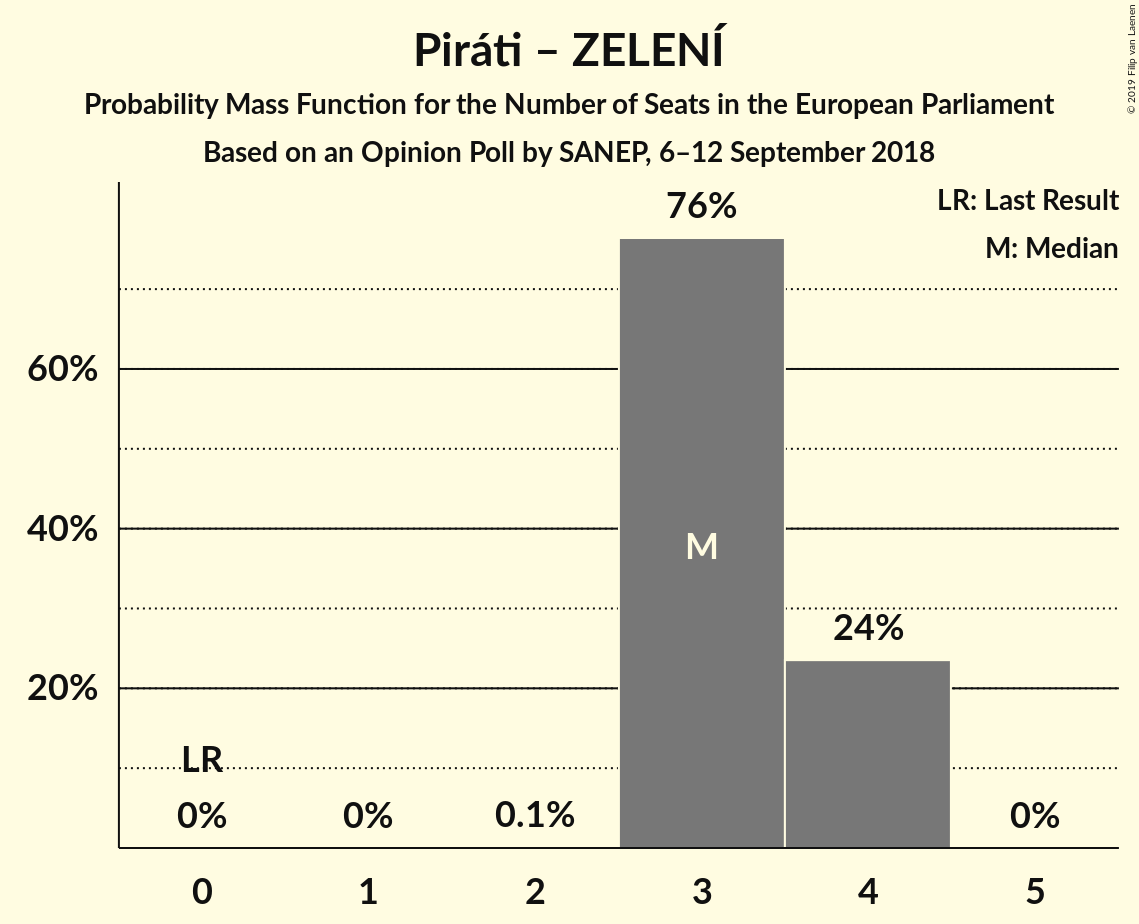 Piráti – ZELENÍ
Probability Mass Function for the Number of Seats in the European Parliament
Based on an Opinion Poll by SANEP, 6–12 September 2018
© 2019 Filip van Laenen
LR: Last Result
M: Median
76%
60%
40%
M
24%
20%
LR
0%
0%
0.1%
0%
0
1
2
3
4
5